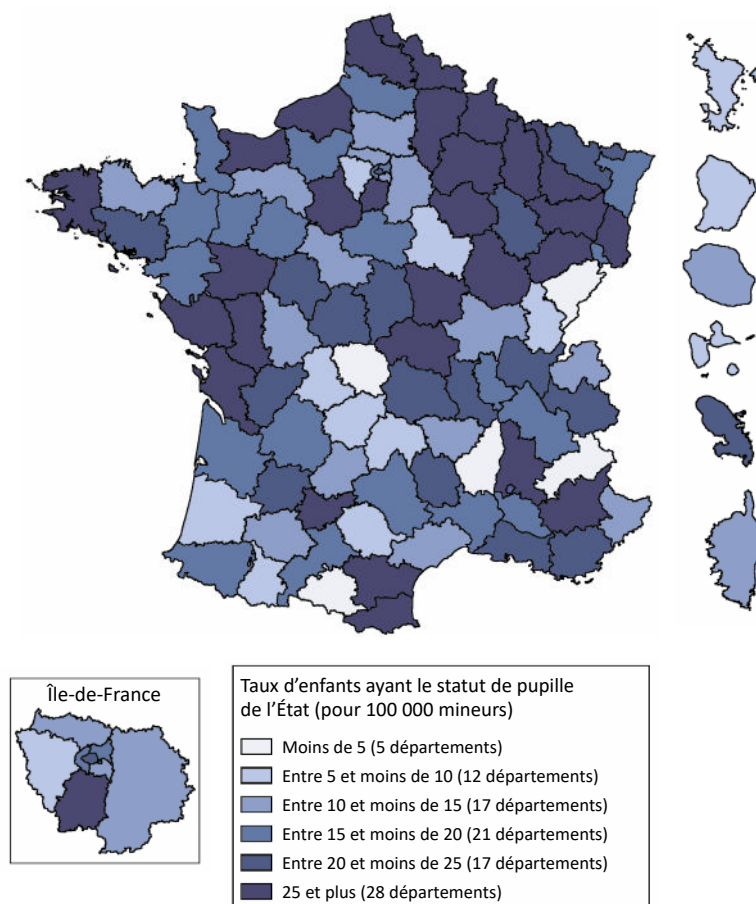 Île-de-France
Taux d’enfants ayant le statut de pupille
de l’État (pour 100 000 mineurs)
Moins de 5 (5 départements)
Entre 5 et moins de 10 (12 départements)
Entre 10 et moins de 15 (17 départements)
Entre 15 et moins de 20 (21 départements)
Entre 20 et moins de 25 (17 départements)
25 et plus (28 départements)